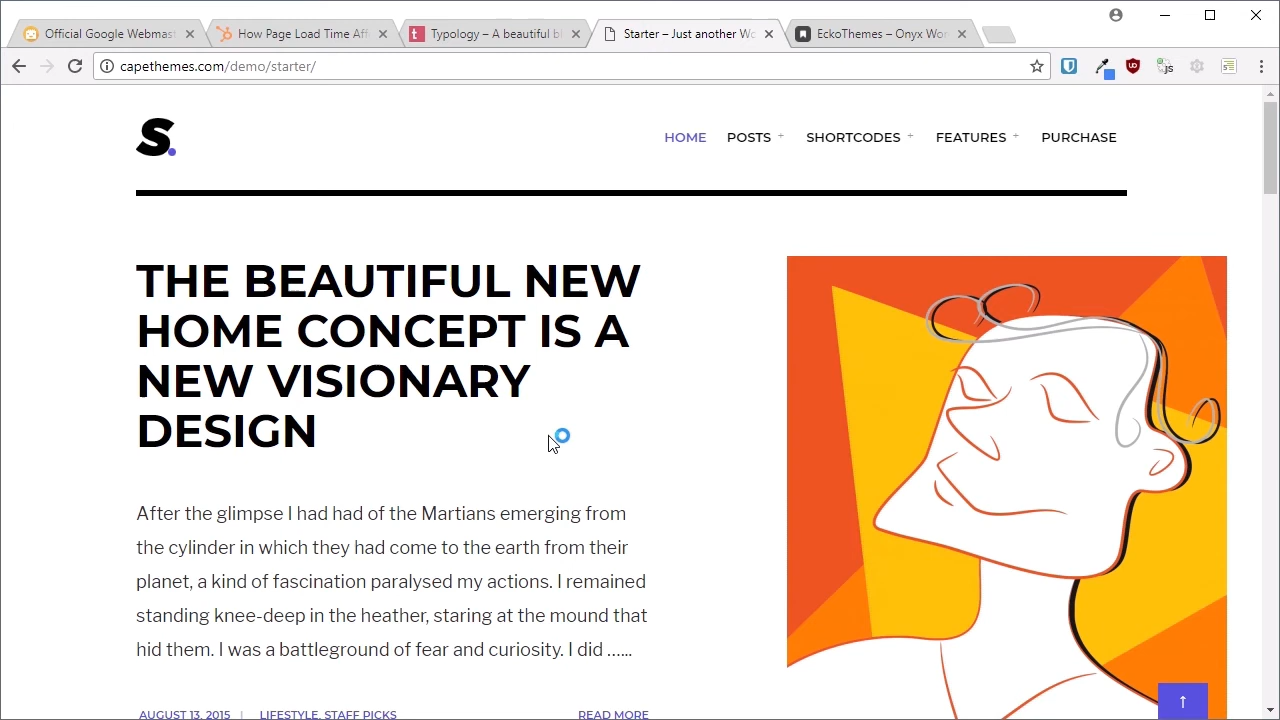 Official Google Webmast
How Page Load Time Aff
Typology – A beautiful bl
Starter – Just another Wo
EckoThemes – Onyx Wor
capethemes.com/demo/starter/
S.
HOME POSTS + SHORTCODES + FEATURES + PURCHASE
THE BEAUTIFUL NEW
HOME CONCEPT IS A
NEW VISIONARY
DESIGN
After the glimpse I had had of the Martians emerging from
the cylinder in which they had come to the earth from their
planet, a kind of fascination paralysed my actions. I remained
standing knee-deep in the heather, staring at the mound that
hid them. I was a battleground of fear and curiosity. I did …...
AUGUST 13, 2015 | LIFESTYLE, STAFF PICKS READ MORE